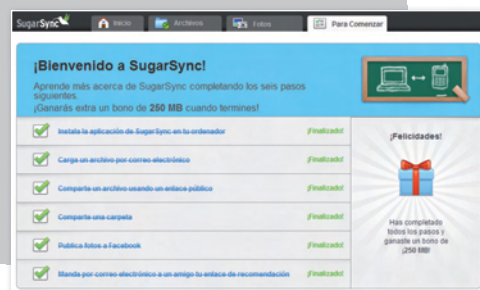 SugarSync Inicio Archivos Fotos Para Comenzar
¡Bienvenido a SugarSync!
Aprende más acerca de SugarSync completando los seis pasos
siguientes.
¡Ganarás extra un bono de 250 MB cuando termines!
Instala la aplicación de SugarSync en tu ordenador ¡Finalizado!
Carga un archivo por correo electrónico ¡Finalizado!
Comparte un archivo usando un enlace público ¡Finalizado!
Comparte una carpeta ¡Finalizado!
Publica fotos a Facebook ¡Finalizado!
Manda por correo electrónico a un amigo tu enlace de recomendación ¡Finalizado!
¡Felicidades!
Has completado
todos los pasos y
ganaste un bono de
¡250 MB!